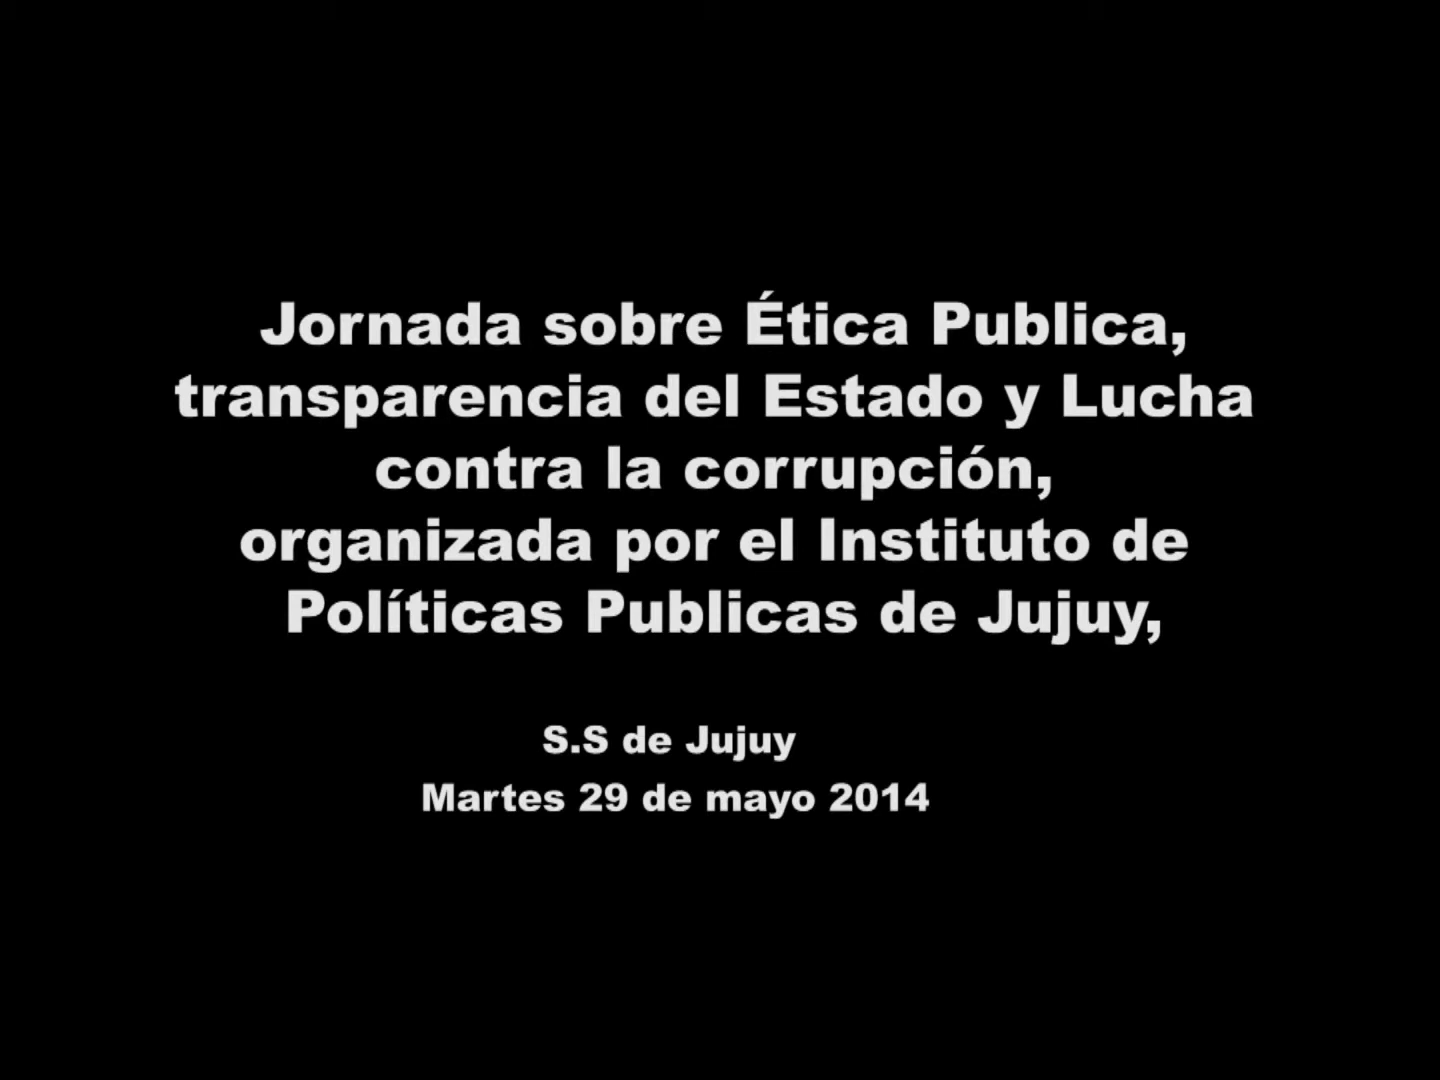 Jornada sobre Ética Publica,
transparencia del Estado y Lucha
contra la corrupción,
organizada por el Instituto de
Políticas Publicas de Jujuy,
S.S de Jujuy
Martes 29 de mayo 2014